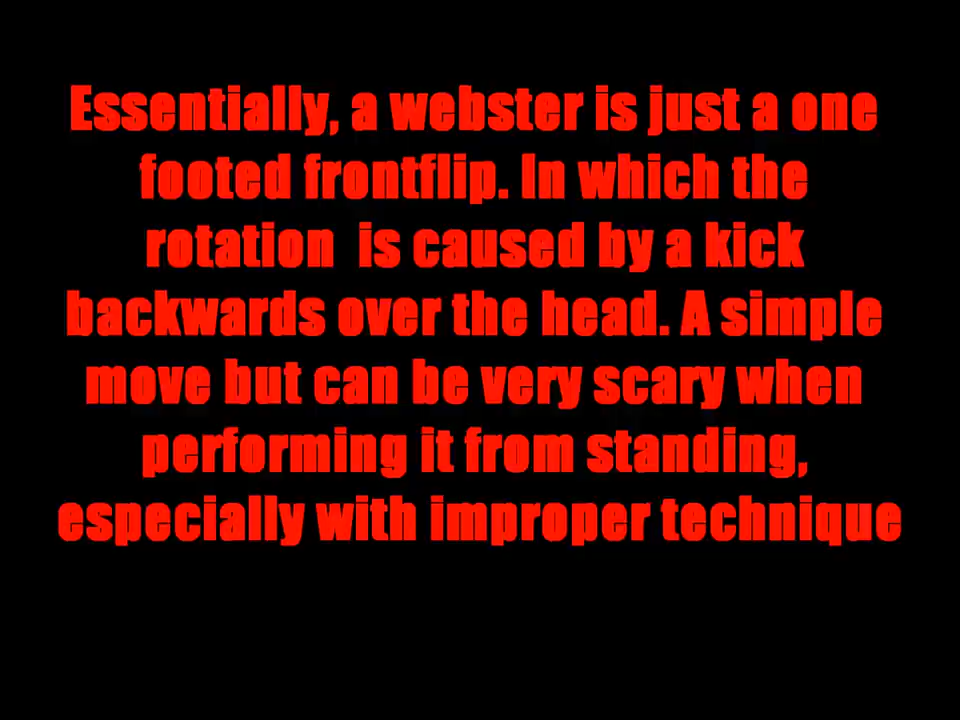 Essentially, a webster is just a one
footed frontflip. In which the
rotation  is caused by a kick
backwards over the head. A simple
move but can be very scary when
performing it from standing,
especially with improper technique